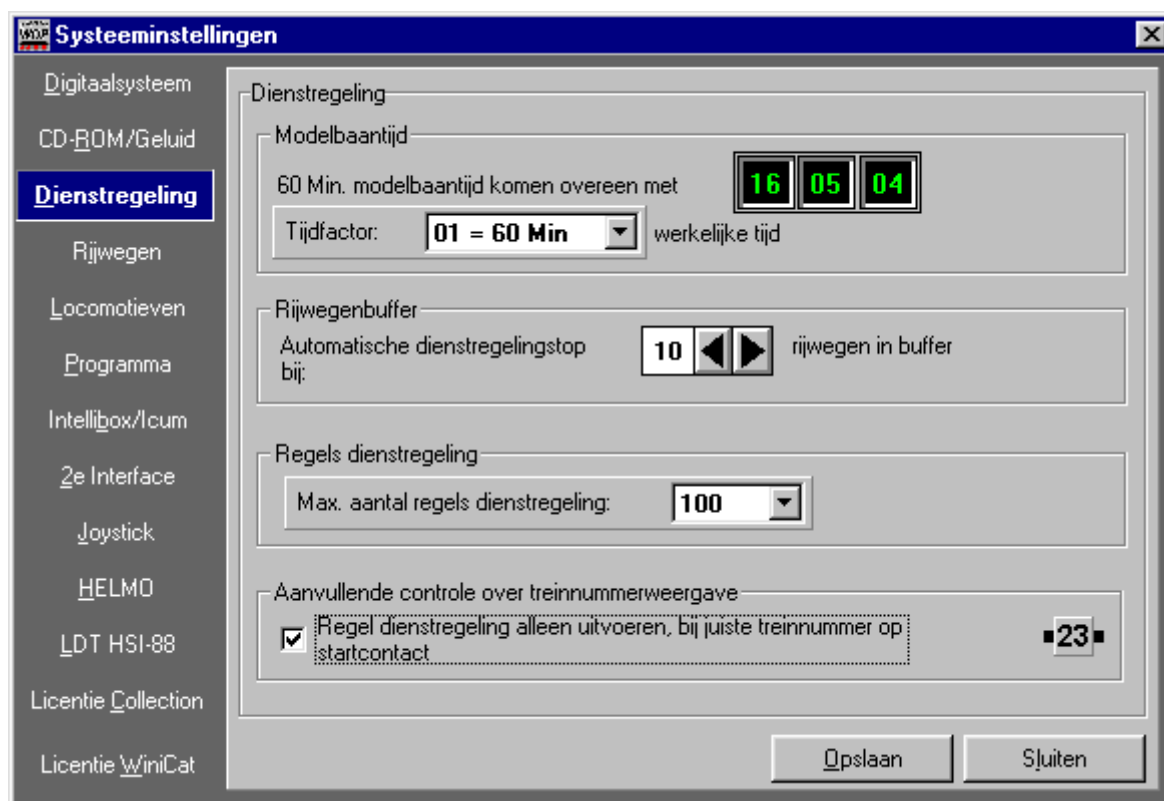 Systeeminstellingen
Digitaalsysteem
CD-ROM/Geluid
Dienstregeling
Rijwegen
Locomotieven
Programma
Intellibox/Icum
2e Interface
Joystick
HELMO
LDT HSI-88
Licentie Collection
Licentie WiniCat
Dienstregeling
Modelbaantijd
60 Min. modelbaantijd komen overeen met
16 05 04
Tijdfactor: 01 = 60 Min werkelijke tijd
Rijwegenbuffer
Automatische dienstregelingstop
bij:
10 rijwegen in buffer
Regels dienstregeling
Max. aantal regels dienstregeling: 100
Aanvullende controle over treinnummerweergave
Regel dienstregeling alleen uitvoeren, bij juiste treinnummer op
startcontact
23
Opslaan
Sluiten